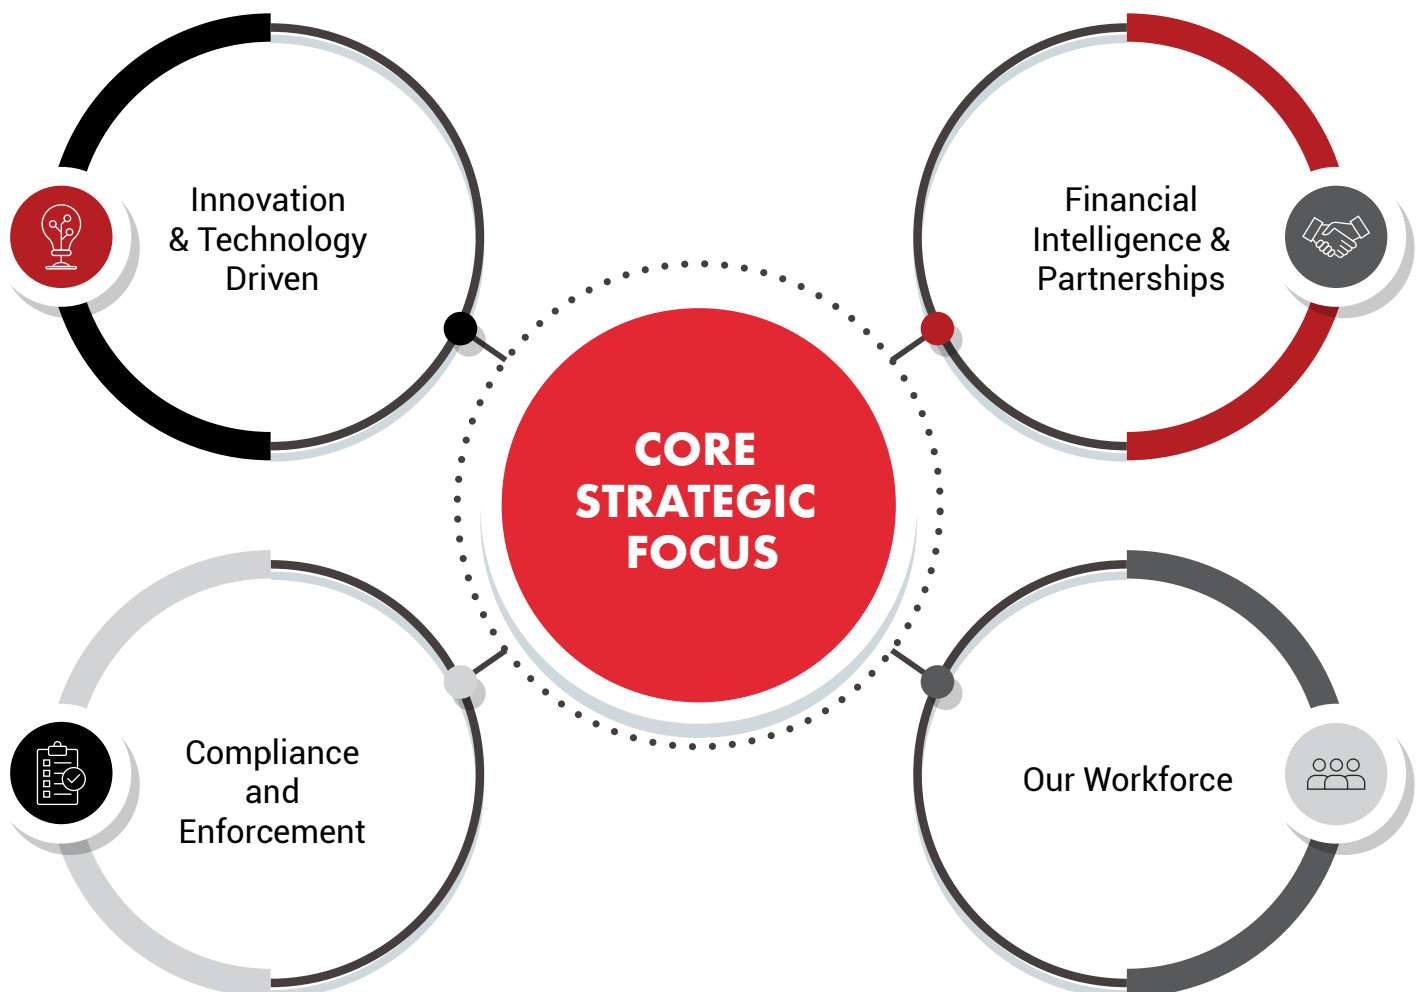 Innovation
& Technology
Driven
Financial
Intelligence &
Partnerships
CORE
STRATEGIC
FOCUS
Compliance
and
Enforcement
Our Workforce